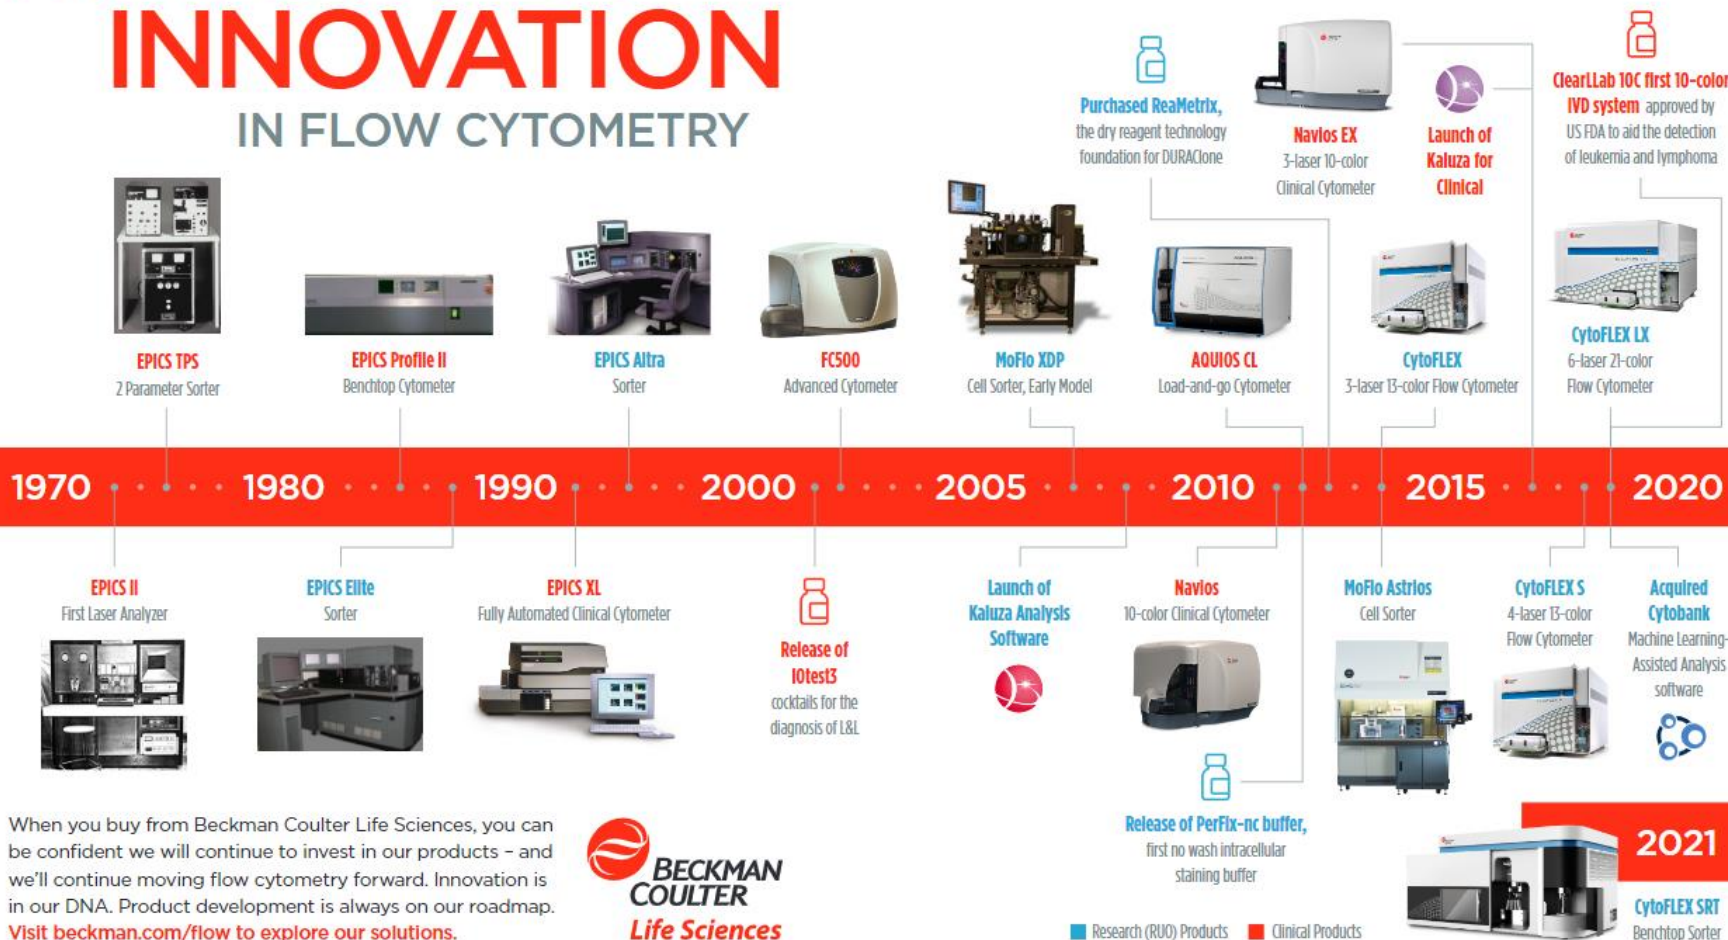 INNOVATION
IN FLOW CYTOMETRY
Purchased ReaMetrix,
the dry reagent technology
foundation for DURAClone
Navios EX
3-laser 10-color
Clinical Cytometer
Launch of
Kaluza for
Clinical
ClearLLab 10C first 10-color
IVD system approved by
US FDA to aid the detection
of leukemia and lymphoma
EPICS TPS
2 Parameter Sorter
EPICS Profile II
Benchtop Cytometer
EPICS Altra
Sorter
FC500
Advanced Cytometer
MoFlo XDP
Cell Sorter, Early Model
AQUIOS CL
Load-and-go Cytometer
CytoFLEX
3-laser 13-color Flow Cytometer
CytoFLEX LX
6-laser 21-color
Flow Cytometer
1970 1980 1990 2000 2005 2010 2015 2020
EPICS II
First Laser Analyzer
EPICS Elite
Sorter
EPICS XL
Fully Automated Clinical Cytometer
Release of
IOtest3
cocktails for the
diagnosis of L&L
Launch of
Kaluza Analysis
Software
Navios
10-color Clinical Cytometer
MoFlo Astrios
Cell Sorter
CytoFLEX S
4-laser 13-color
Flow Cytometer
Acquired
Cytobank
Machine Learning-
Assisted Analysis
software
Release of PerFix-nc buffer,
first no wash intracellular
staining buffer
When you buy from Beckman Coulter Life Sciences, you can
be confident we will continue to invest in our products – and
we'll continue moving flow cytometry forward. Innovation is
in our DNA. Product development is always on our roadmap.
Visit beckman.com/flow to explore our solutions.
BECKMAN
COULTER
Life Sciences
Research (RUO) Products
Clinical Products
2021
CytoFLEX SRT
Benchtop Sorter